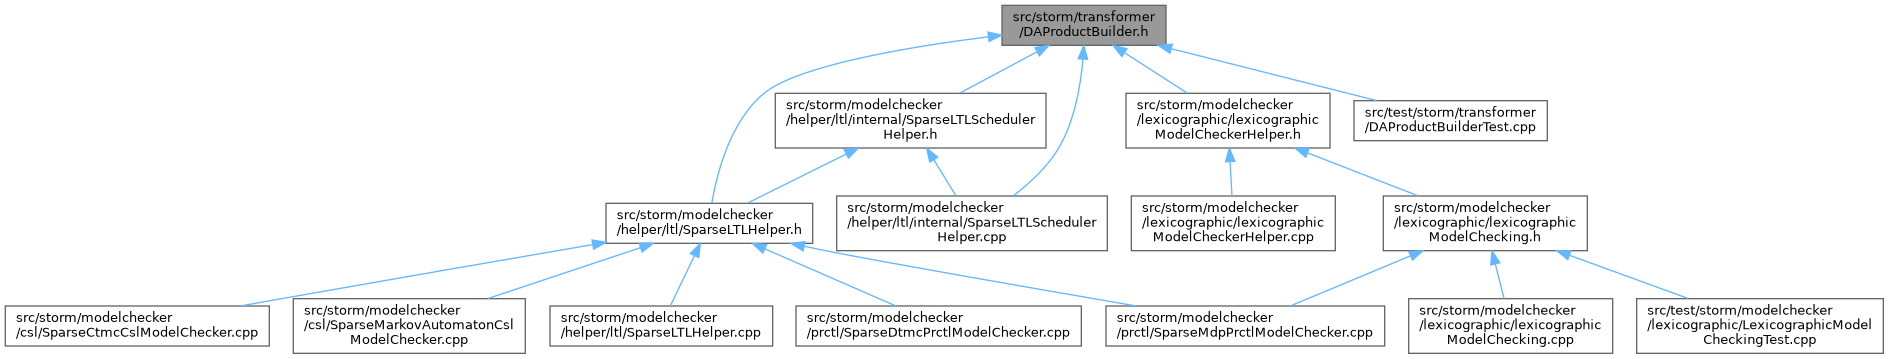 src/storm/transformer
/DAProductBuilder.h
src/storm/modelchecker
/helper/ltl/internal/SparseLTLScheduler
Helper.h
src/storm/modelchecker
/lexicographic/lexicographic
ModelCheckerHelper.h
src/test/storm/transformer
/DAProductBuilderTest.cpp
src/storm/modelchecker
/helper/ltl/SparseLTLHelper.h
src/storm/modelchecker
/helper/ltl/internal/SparseLTLScheduler
Helper.cpp
src/storm/modelchecker
/lexicographic/lexicographic
ModelCheckerHelper.cpp
src/storm/modelchecker
/lexicographic/lexicographic
ModelChecking.h
src/storm/modelchecker
/csl/SparseCtmcCslModelChecker.cpp
src/storm/modelchecker
/csl/SparseMarkovAutomatonCsl
ModelChecker.cpp
src/storm/modelchecker
/helper/ltl/SparseLTLHelper.cpp
src/storm/modelchecker
/prctl/SparseDtmcPrctlModelChecker.cpp
src/storm/modelchecker
/prctl/SparseMdpPrctlModelChecker.cpp
src/storm/modelchecker
/lexicographic/lexicographic
ModelChecking.cpp
src/test/storm/modelchecker
/lexicographic/LexicographicModel
CheckingTest.cpp